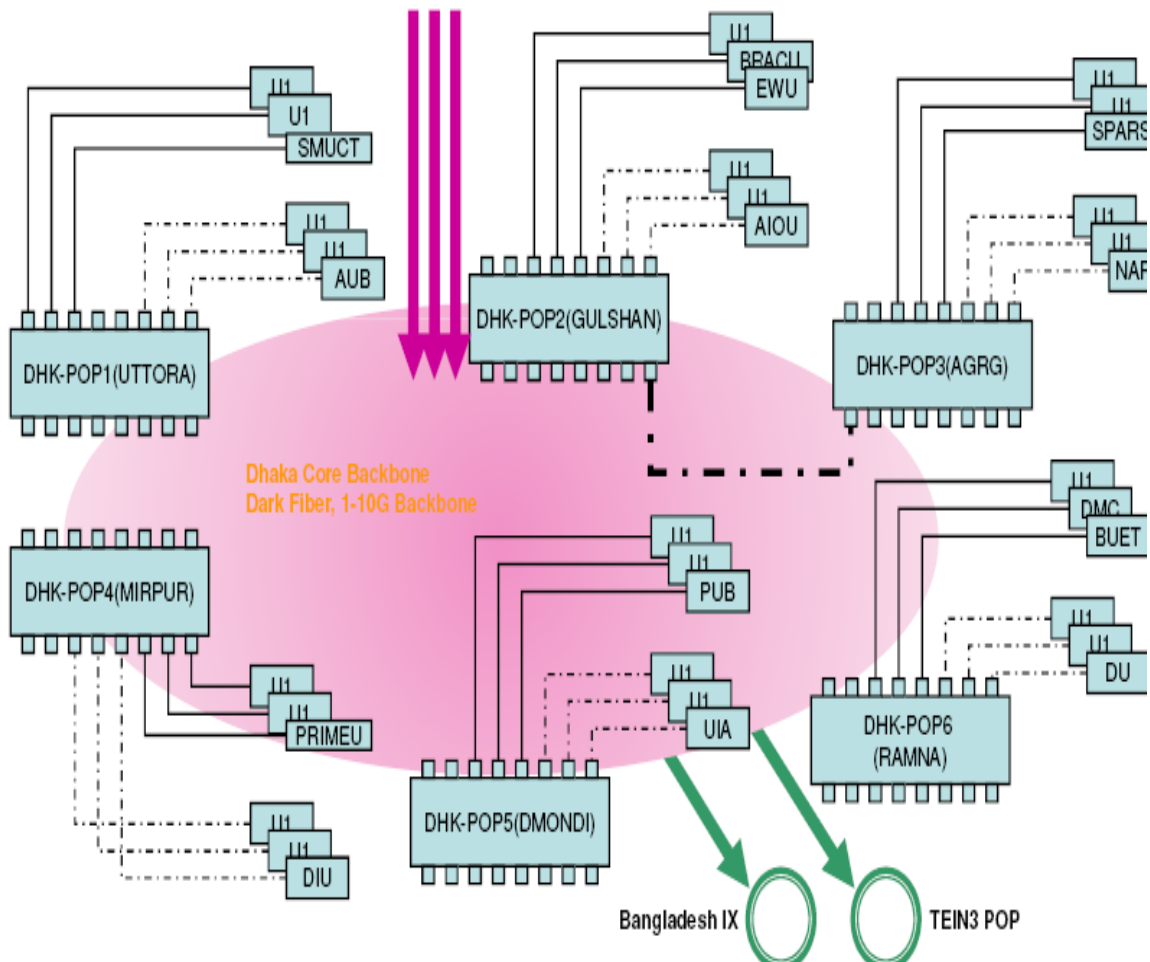 U1
BRACU
EWU
U1
U1
SMUCT
U1
U1
SPARS
U1
U1
AIOU
U1
U1
AUB
U1
U1
NAF
DHK-POP2(GULSHAN)
DHK-POP1(UTTORA)
DHK-POP3(AGRG)
Dhaka Core Backbone
Dark Fiber, 1-10G Backbone
U1
DMC
BUET
U1
U1
PUB
DHK-POP4(MIRPUR)
U1
U1
DU
U1
U1
PRIMEU
U1
U1
UIA
DHK-POP6
(RAMNA)
DHK-POP5(DMONDI)
U1
U1
DIU
Bangladesh IX
TEIN3 POP